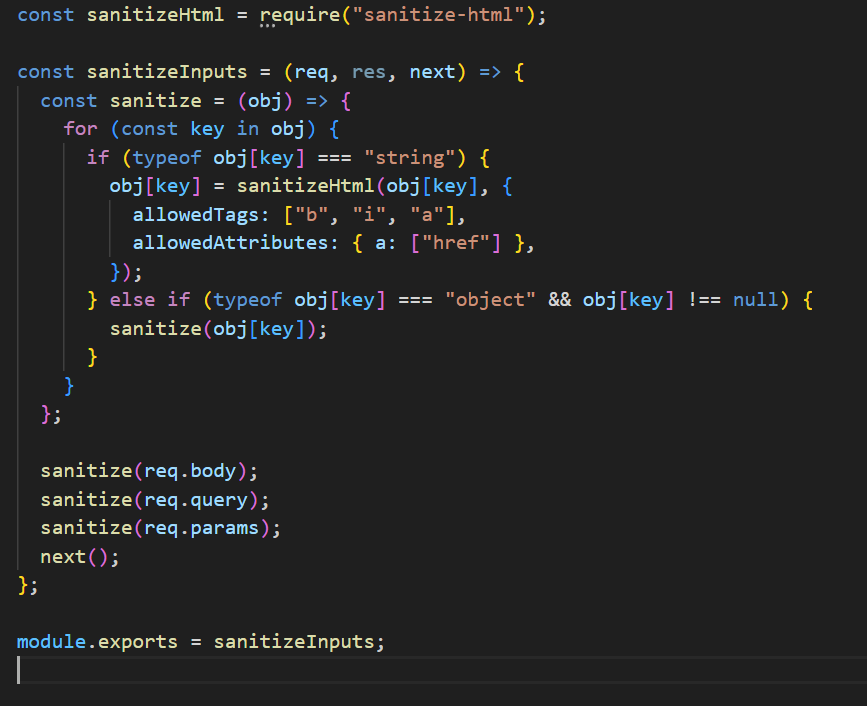 const sanitizeHtml = require("sanitize-html");

const sanitizeInputs = (req, res, next) => {
  const sanitize = (obj) => {
    for (const key in obj) {
      if (typeof obj[key] === "string") {
        obj[key] = sanitizeHtml(obj[key], {
          allowedTags: ["b", "i", "a"],
          allowedAttributes: { a: ["href"] },
        });
      } else if (typeof obj[key] === "object" && obj[key] !== null) {
        sanitize(obj[key]);
      }
    }
  };

  sanitize(req.body);
  sanitize(req.query);
  sanitize(req.params);
  next();
};

module.exports = sanitizeInputs;